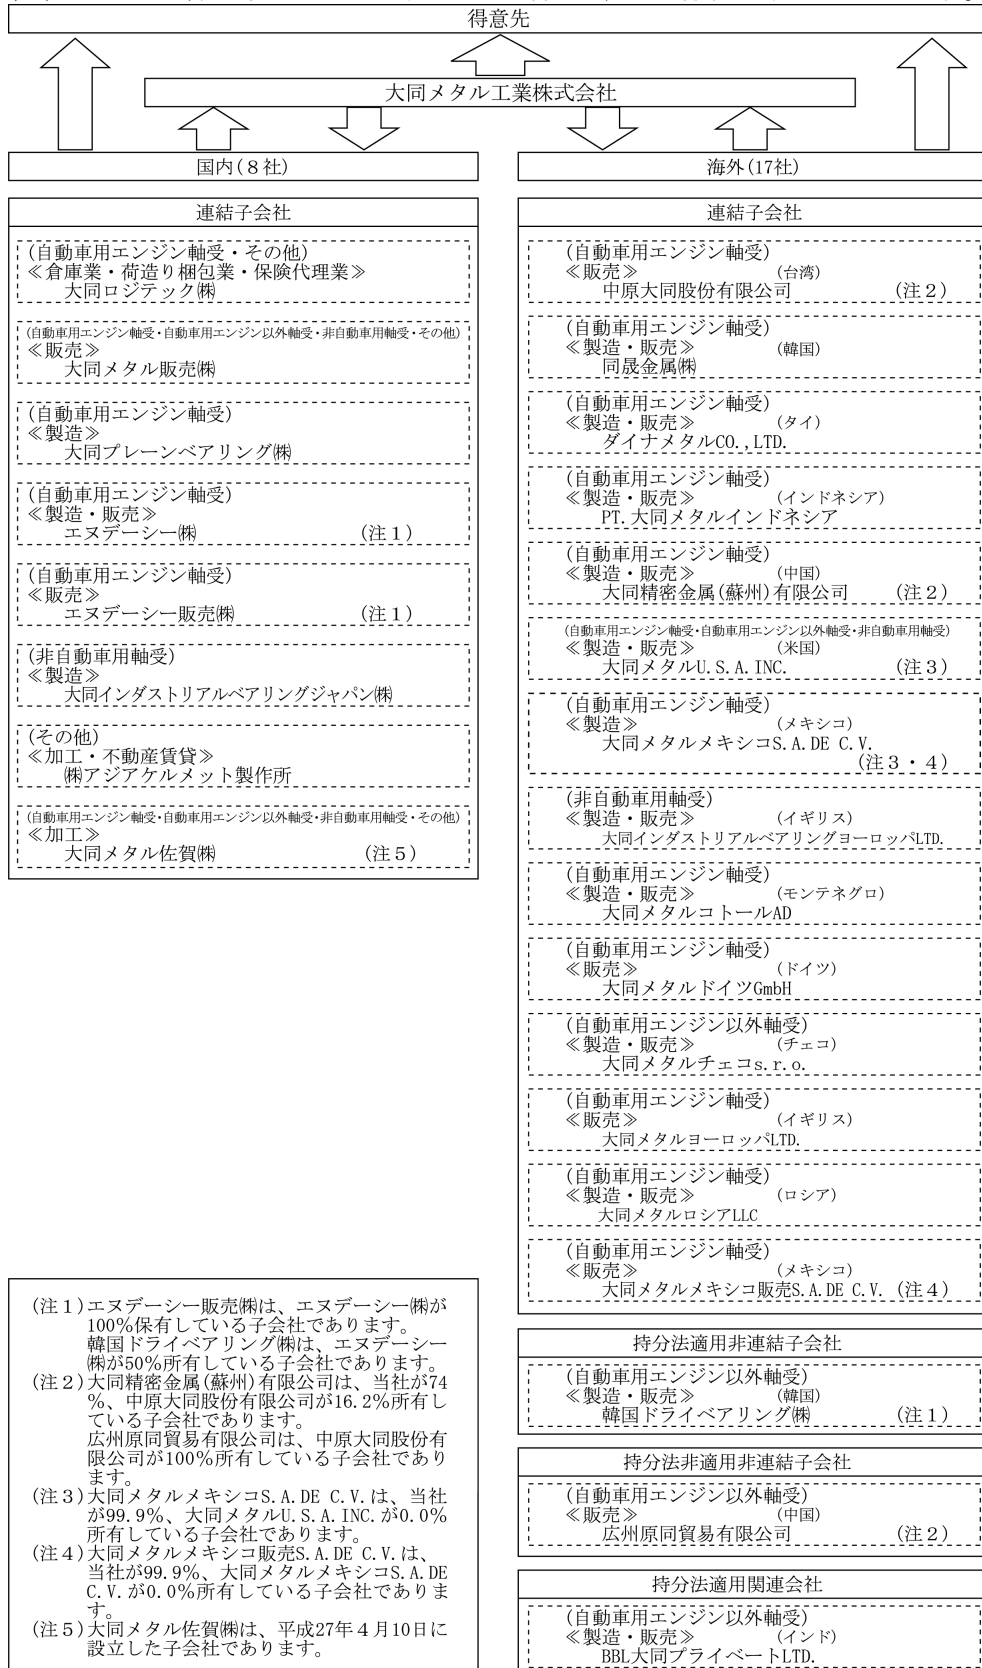 得意先
大同メタル工業株式会社
国内(８社)
連結子会社
(自動車用エンジン軸受・その他)
≪倉庫業・荷造り梱包業・保険代理業≫
大同ロジテック㈱
(自動車用エンジン軸受・自動車用エンジン以外軸受・非自動車用軸受・その他)
≪販売≫
大同メタル販売㈱
(自動車用エンジン軸受)
≪製造≫
大同プレーンベアリング㈱
(自動車用エンジン軸受)
≪製造・販売≫
エヌデーシー㈱ (注１)
(自動車用エンジン軸受)
≪販売≫
エヌデーシー販売㈱ (注１)
(非自動車用軸受)
≪製造≫
大同インダストリアルベアリングジャパン㈱
(その他)
≪加工・不動産賃貸≫
㈱アジアケルメット製作所
(自動車用エンジン軸受・自動車用エンジン以外軸受・非自動車用軸受・その他)
≪加工≫
大同メタル佐賀㈱ (注５)
(注１)エヌデーシー販売㈱は、エヌデーシー㈱が
100％保有している子会社であります。
韓国ドライベアリング㈱は、エヌデーシー
㈱が50％所有している子会社であります。
(注２)大同精密金属(蘇州)有限公司は、当社が74
％、中原大同股份有限公司が16.2％所有し
ている子会社であります。
広州原同貿易有限公司は、中原大同股份有
限公司が100％所有している子会社であり
ます。
(注３)大同メタルメキシコS.A.DE C.V.は、当社
が99.9％、大同メタルU.S.A.INC.が0.0％
所有している子会社であります。
(注４)大同メタルメキシコ販売S.A.DE C.V.は、
当社が99.9％、大同メタルメキシコS.A.DE
C.V.が0.0％所有している子会社でありま
す。
(注５)大同メタル佐賀㈱は、平成27年４月10日に
設立した子会社であります。
海外(17社)
連結子会社
(自動車用エンジン軸受)
≪販売≫ (台湾)
中原大同股份有限公司 (注２)
(自動車用エンジン軸受)
≪製造・販売≫ (韓国)
同晟金属㈱
(自動車用エンジン軸受)
≪製造・販売≫ (タイ)
ダイナメタルCO.,LTD.
(自動車用エンジン軸受)
≪製造・販売≫ (インドネシア)
PT.大同メタルインドネシア
(自動車用エンジン軸受)
≪製造・販売≫ (中国)
大同精密金属(蘇州)有限公司 (注２)
(自動車用エンジン軸受・自動車用エンジン以外軸受・非自動車用軸受)
≪製造・販売≫ (米国)
大同メタルU.S.A.INC. (注３)
(自動車用エンジン軸受)
≪製造≫ (メキシコ)
大同メタルメキシコS.A.DE C.V.
(注３・４)
(非自動車用軸受)
≪製造・販売≫ (イギリス)
大同インダストリアルベアリングヨーロッパLTD.
(自動車用エンジン軸受)
≪製造・販売≫ (モンテネグロ)
大同メタルコトールAD
(自動車用エンジン軸受)
≪販売≫ (ドイツ)
大同メタルドイツGmbH
(自動車用エンジン以外軸受)
≪製造・販売≫ (チェコ)
大同メタルチェコs.r.o.
(自動車用エンジン軸受)
≪販売≫ (イギリス)
大同メタルヨーロッパLTD.
(自動車用エンジン軸受)
≪製造・販売≫ (ロシア)
大同メタルロシアLLC
(自動車用エンジン軸受)
≪販売≫ (メキシコ)
大同メタルメキシコ販売S.A.DE C.V. (注４)
持分法適用非連結子会社
(自動車用エンジン以外軸受)
≪製造・販売≫ (韓国)
韓国ドライベアリング㈱ (注１)
持分法非適用非連結子会社
(自動車用エンジン以外軸受)
≪販売≫ (中国)
広州原同貿易有限公司 (注２)
持分法適用関連会社
(自動車用エンジン以外軸受)
≪製造・販売≫ (インド)
BBL大同プライベートLTD.